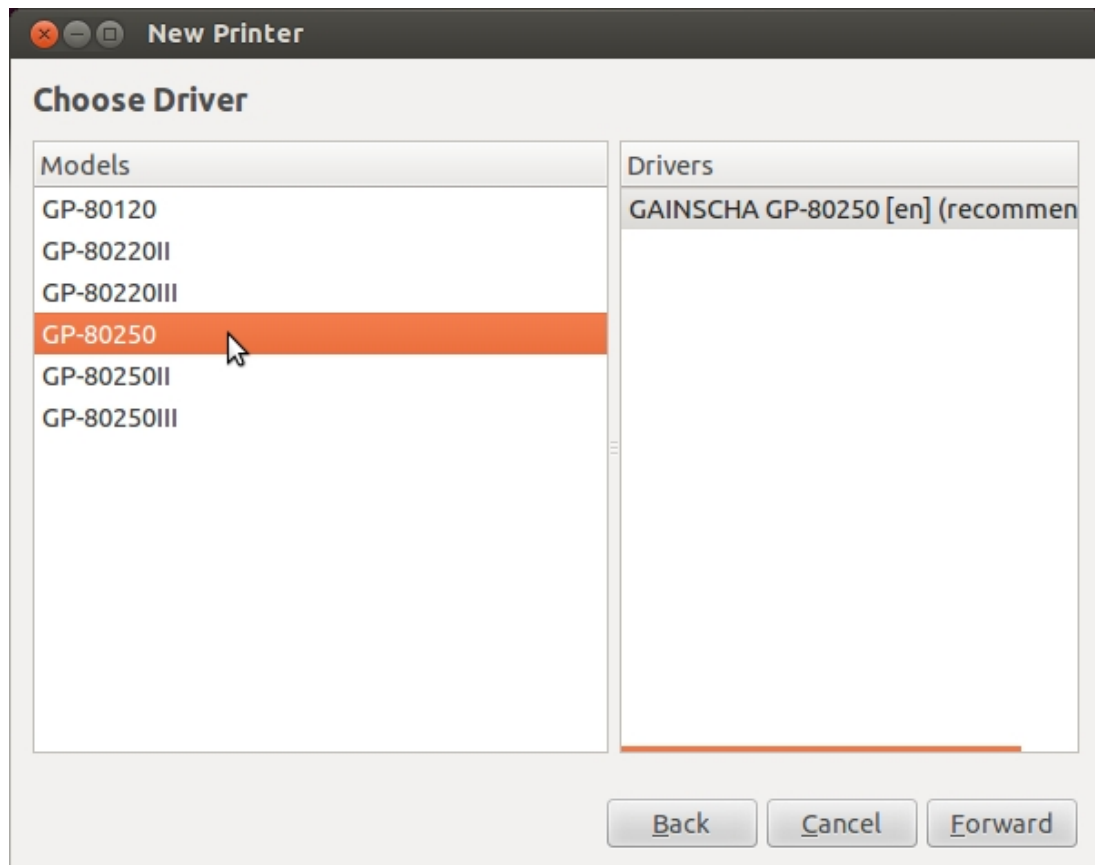 New Printer
Choose Driver
Models
GP-80120
GP-80220II
GP-80220III
GP-80250
GP-80250II
GP-80250III
Drivers
GAINSCHA GP-80250 [en] (recommen
Back
Cancel
Forward